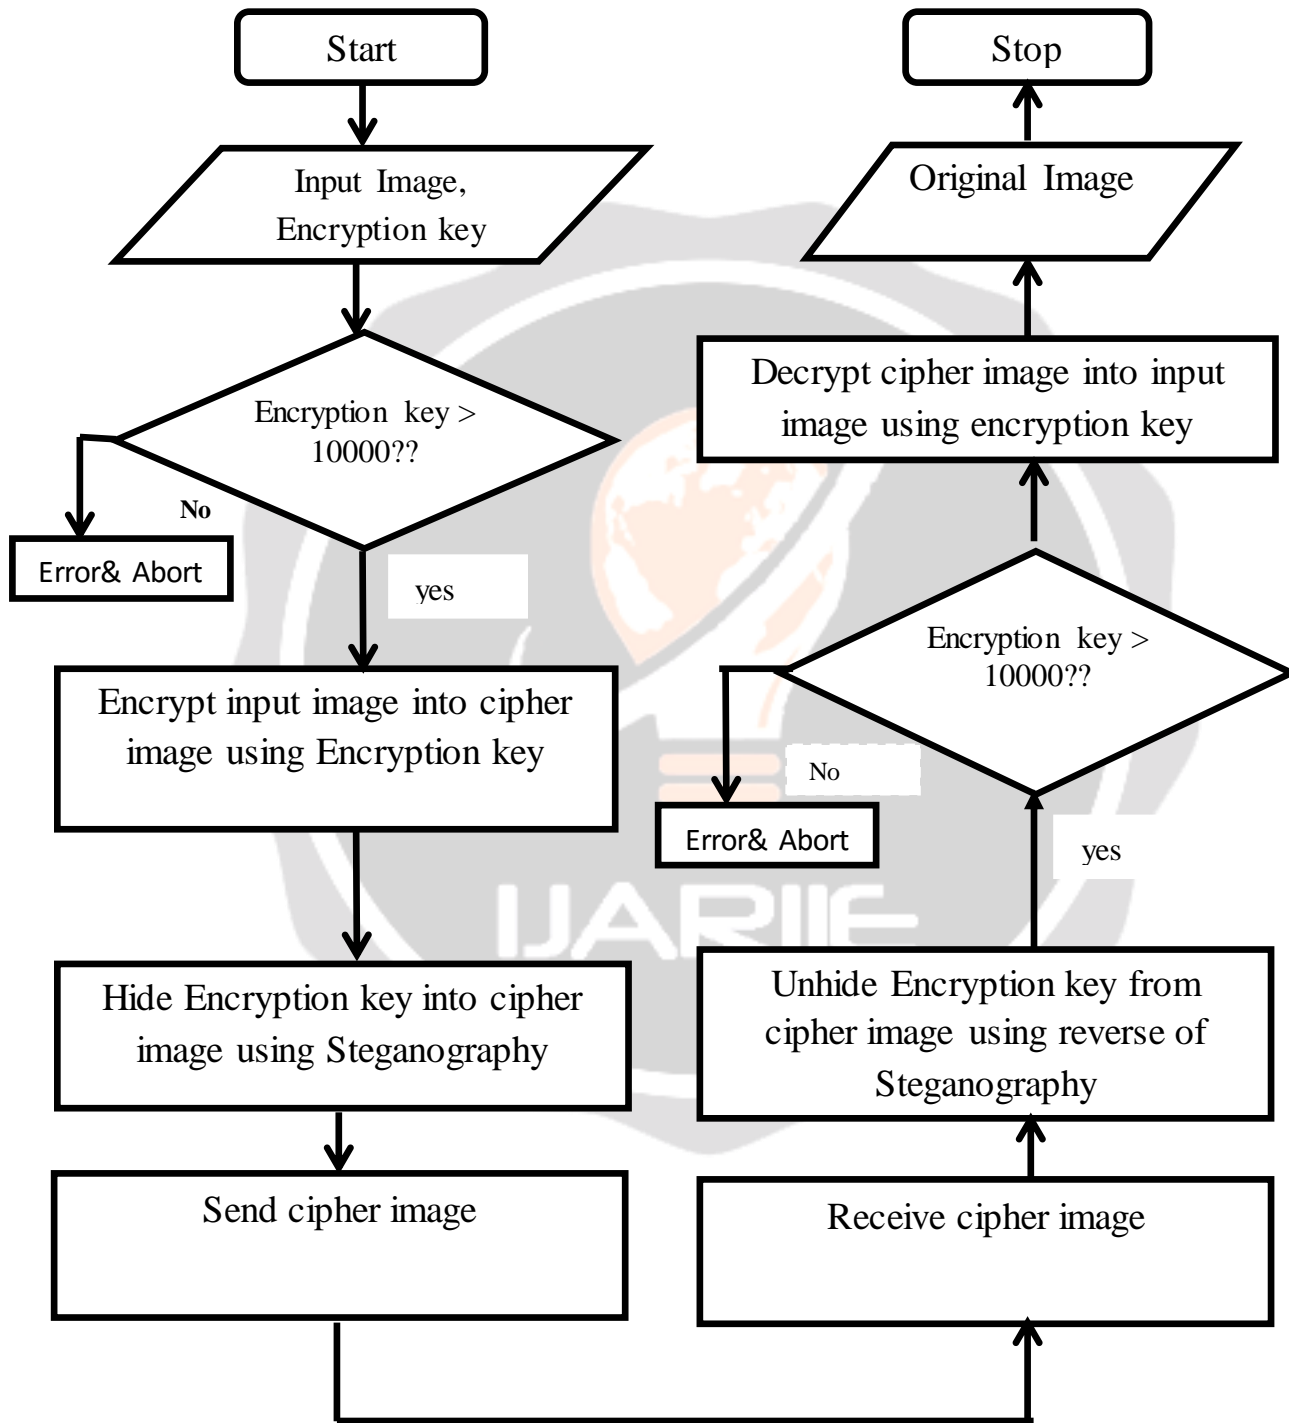 Start
Input Image,
Encryption key
Encryption key >
10000??
No
Error& Abort
yes
Encrypt input image into cipher
image using Encryption key
Hide Encryption key into cipher
image using Steganography
Send cipher image
Receive cipher image
Unhide Encryption key from
cipher image using reverse of
Steganography
yes
Encryption key >
10000??
No
Error& Abort
Decrypt cipher image into input
image using encryption key
Original Image
Stop
IJARIIE